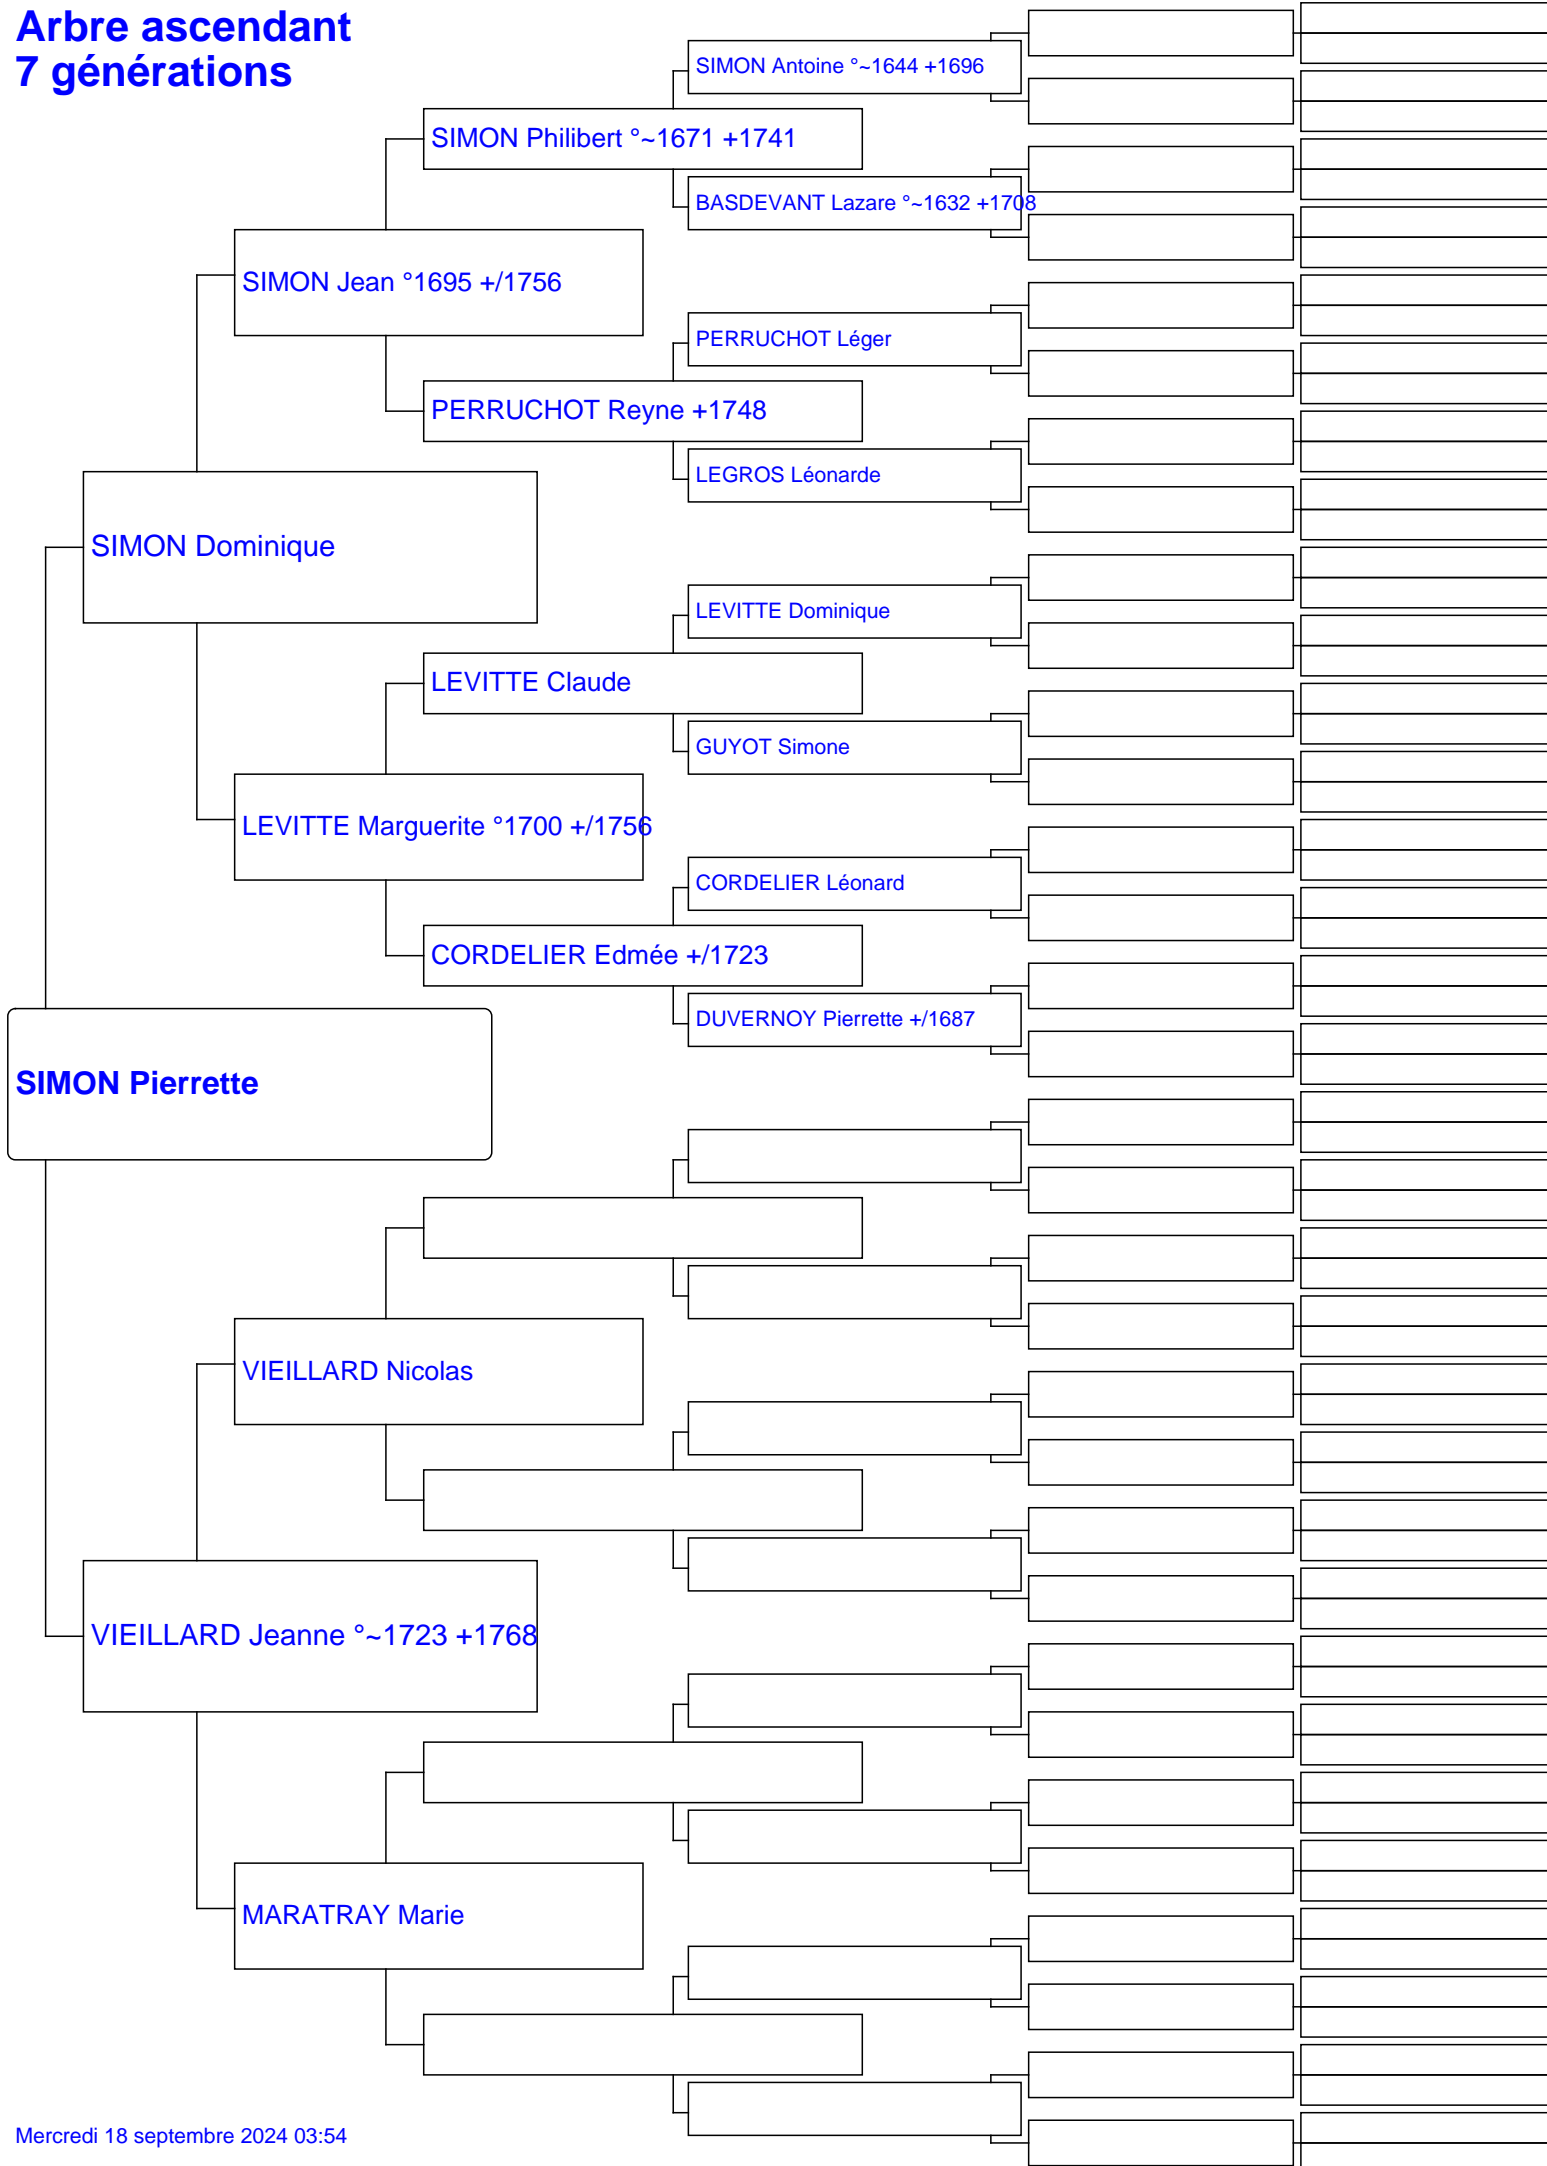 Arbre ascendant
7 générations
SIMON Antoine °~1644 +1696
SIMON Philibert °~1671 +1741
BASDEVANT Lazare °~1632 +1708
SIMON Jean °1695 +/1756
PERRUCHOT Léger
PERRUCHOT Reyne +1748
LEGROS Léonarde
SIMON Dominique
LEVITTE Dominique
LEVITTE Claude
GUYOT Simone
LEVITTE Marguerite °1700 +/1756
CORDELIER Léonard
CORDELIER Edmée +/1723
DUVERNOY Pierrette +/1687
SIMON Pierrette
VIEILLARD Nicolas
VIEILLARD Jeanne °~1723 +1768
MARATRAY Marie
Mercredi 18 septembre 2024 03:54